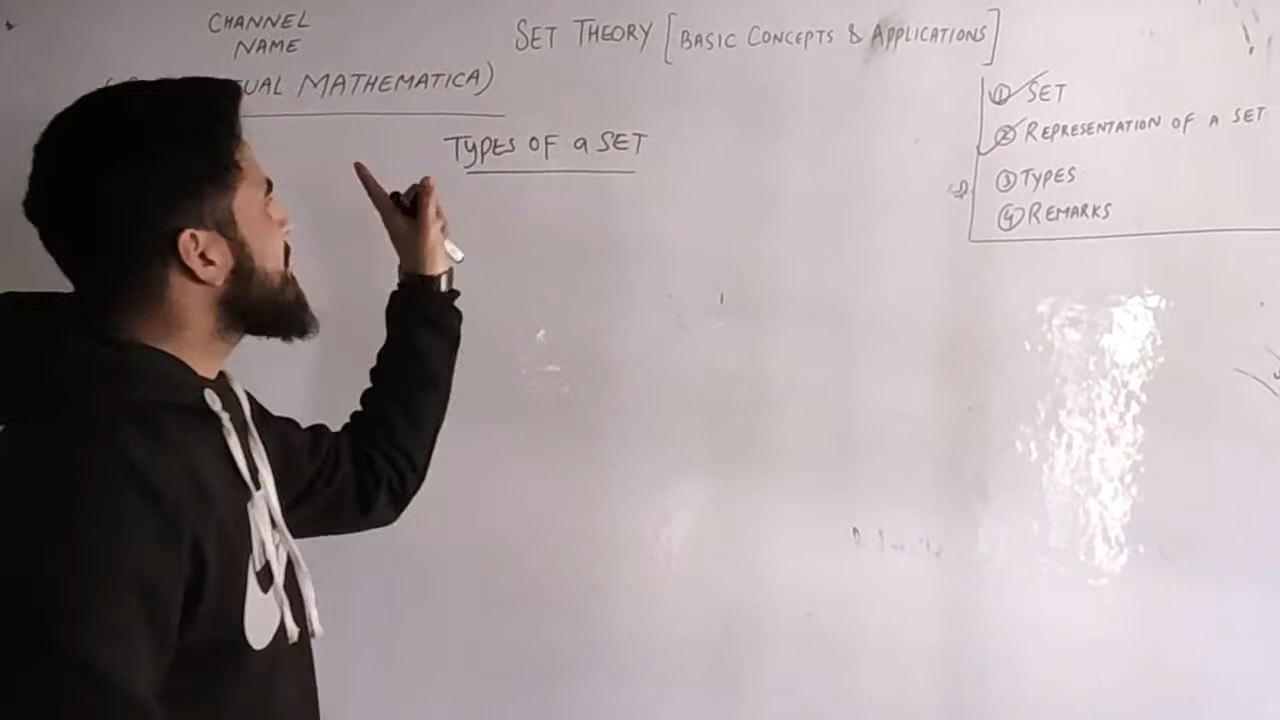 CHANNEL
NAME
MATHEMATICA)
SET THEORY [BASIC CONCEPTS & APPLICATIONS]
TYPES OF a SET
① SET
② REPRESENTATION OF A SET
③ TYPES
④ REMARKS